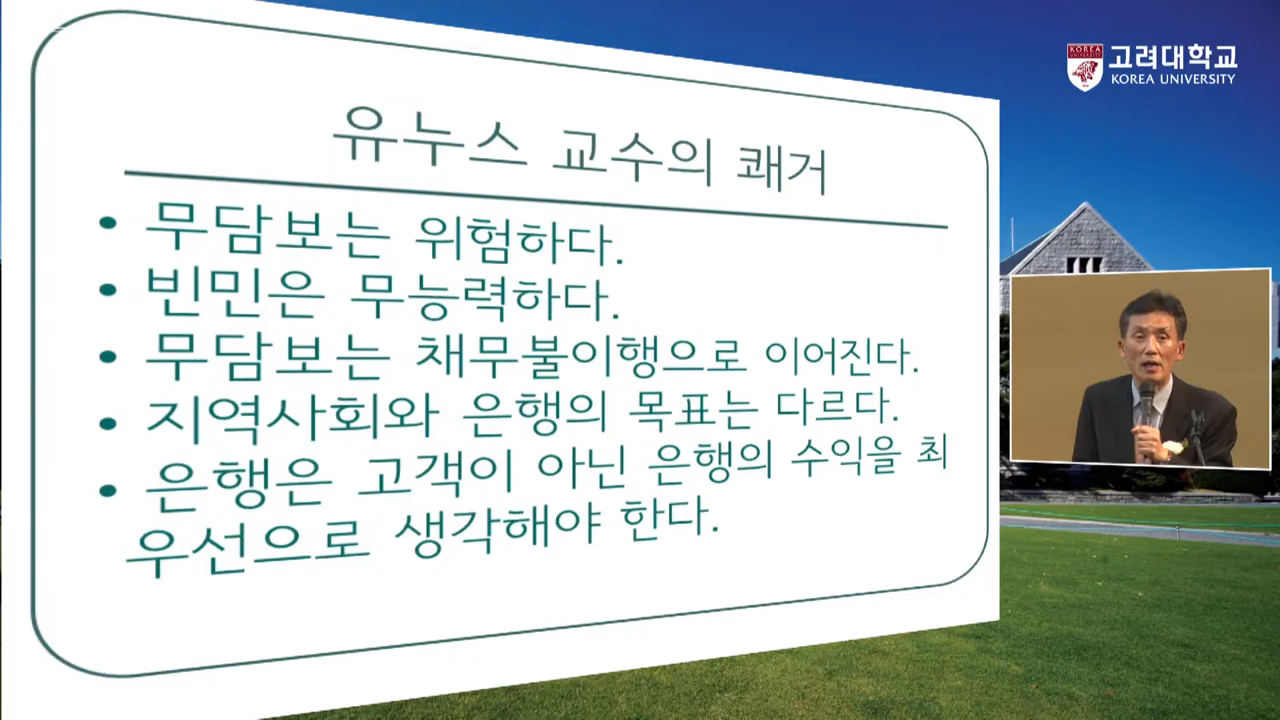 유누스 교수의 쾌거
• 무담보는 위험하다.
• 빈민은 무능력하다.
• 무담보는 채무불이행으로 이어진다.
• 지역사회와 은행의 목표는 다르다.
• 은행은 고객이 아닌 은행의 수익을 최
우선으로 생각해야 한다.
KOREA
UNIVERSITY
고려대학교
KOREA UNIVERSITY